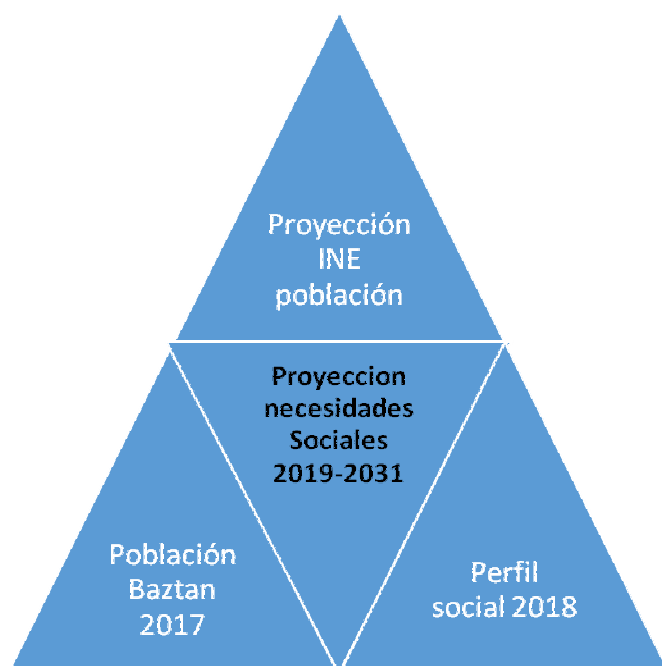 Proyección
INE
población
Proyeccion
necesidades
Sociales
2019-2031
Población
Baztan
2017
Perfil
social 2018